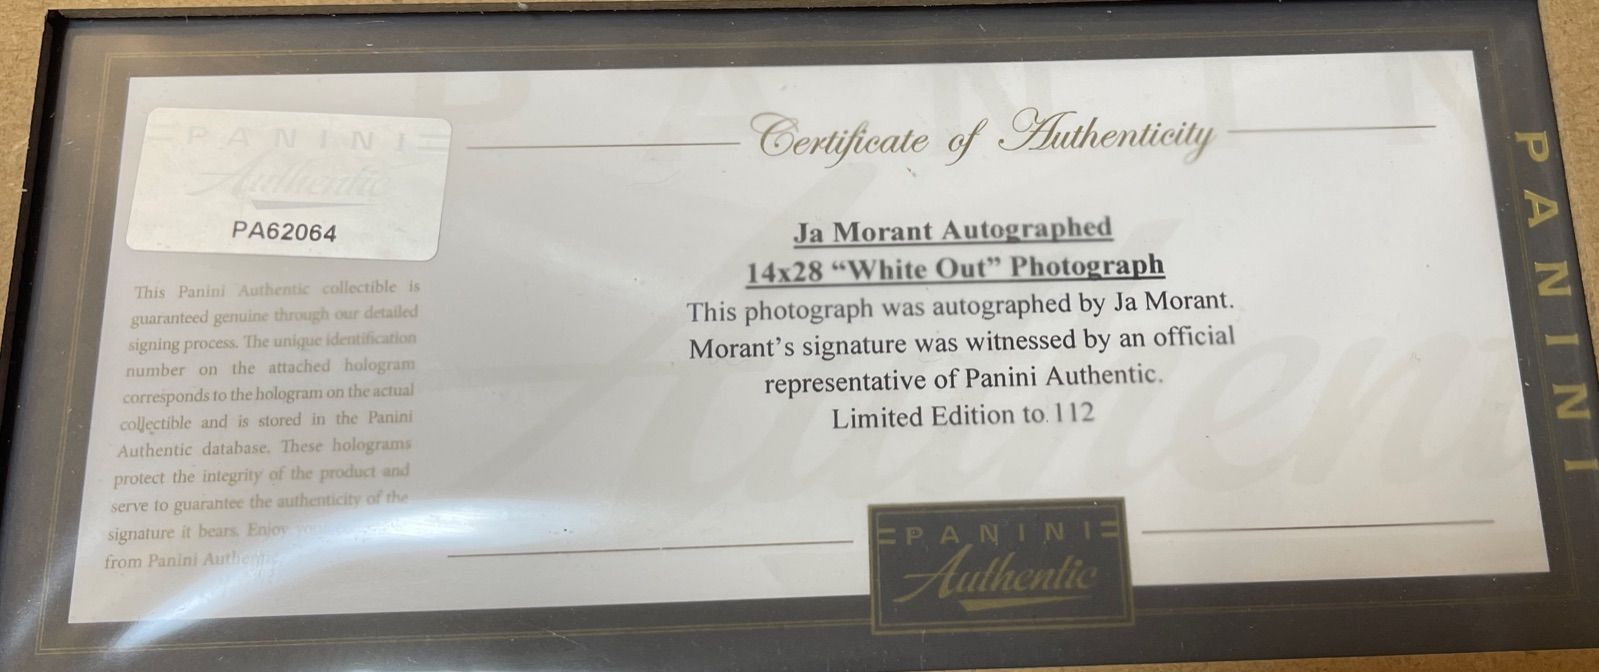 PANINI
Authentic
PA62064
This Panini Authentic collectible is
guaranteed genuine through our detailed
signing process. The unique identification
number on the attached hologram
corresponds to the hologram on the actual
collectible and is stored in the Panini
Authentic database. These holograms
protect the integrity of the product and
serve to guarantee the authenticity of the
signature it bears. Enjoy
from Panini Authentic
Certificate of Authenticity
Ja Morant Autographed
14x28 “White Out” Photograph
This photograph was autographed by Ja Morant.
Morant’s signature was witnessed by an official
representative of Panini Authentic.
Limited Edition to 112
PANINI
Authentic
PANINI
PANIN
Authent